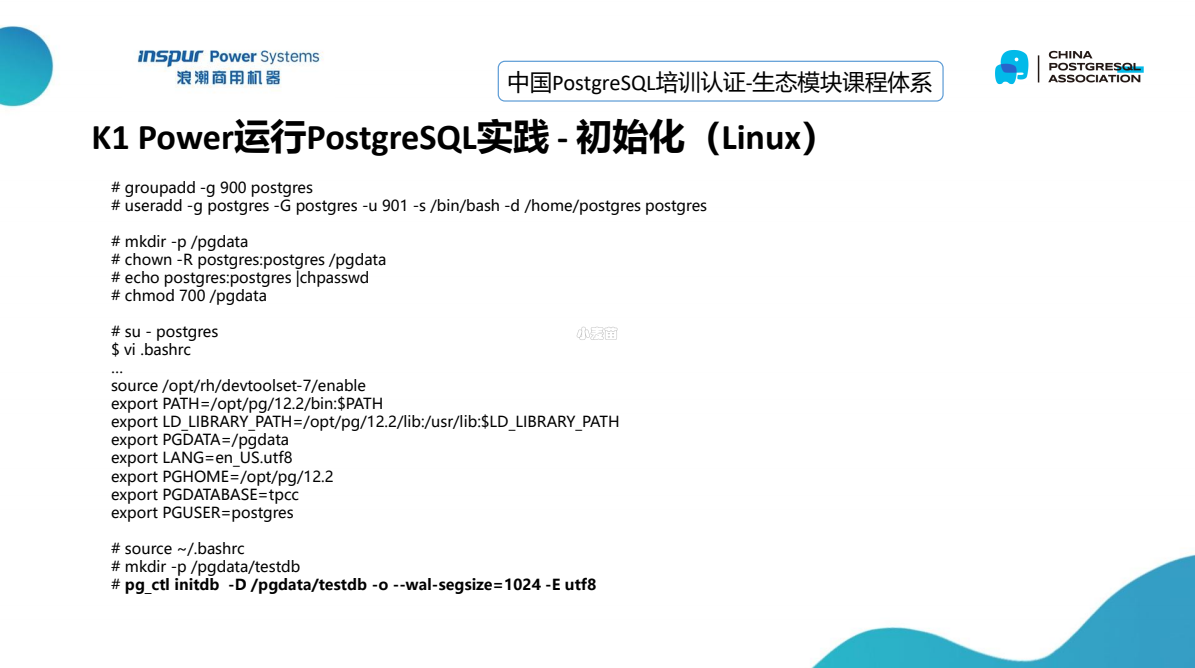 inspur Power Systems
浪潮商用机器
中国PostgreSQL培训认证-生态模块课程体系
CHINA
POSTGRESQL
ASSOCIATION
K1 Power运行PostgreSQL实践 - 初始化（Linux）
# groupadd -g 900 postgres
# useradd -g postgres -G postgres -u 901 -s /bin/bash -d /home/postgres postgres
# mkdir -p /pgdata
# chown -R postgres:postgres /pgdata
# echo postgres:postgres |chpasswd
# chmod 700 /pgdata
# su - postgres
$ vi .bashrc
...
source /opt/rh/devtoolset-7/enable
export PATH=/opt/pg/12.2/bin:$PATH
export LD_LIBRARY_PATH=/opt/pg/12.2/lib:/usr/lib:$LD_LIBRARY_PATH
export PGDATA=/pgdata
export LANG=en_US.utf8
export PGHOME=/opt/pg/12.2
export PGDATABASE=tpcc
export PGUSER=postgres
# source ~/.bashrc
# mkdir -p /pgdata/testdb
# pg_ctl initdb  -D /pgdata/testdb -o --wal-segsize=1024 -E utf8
小麦苗